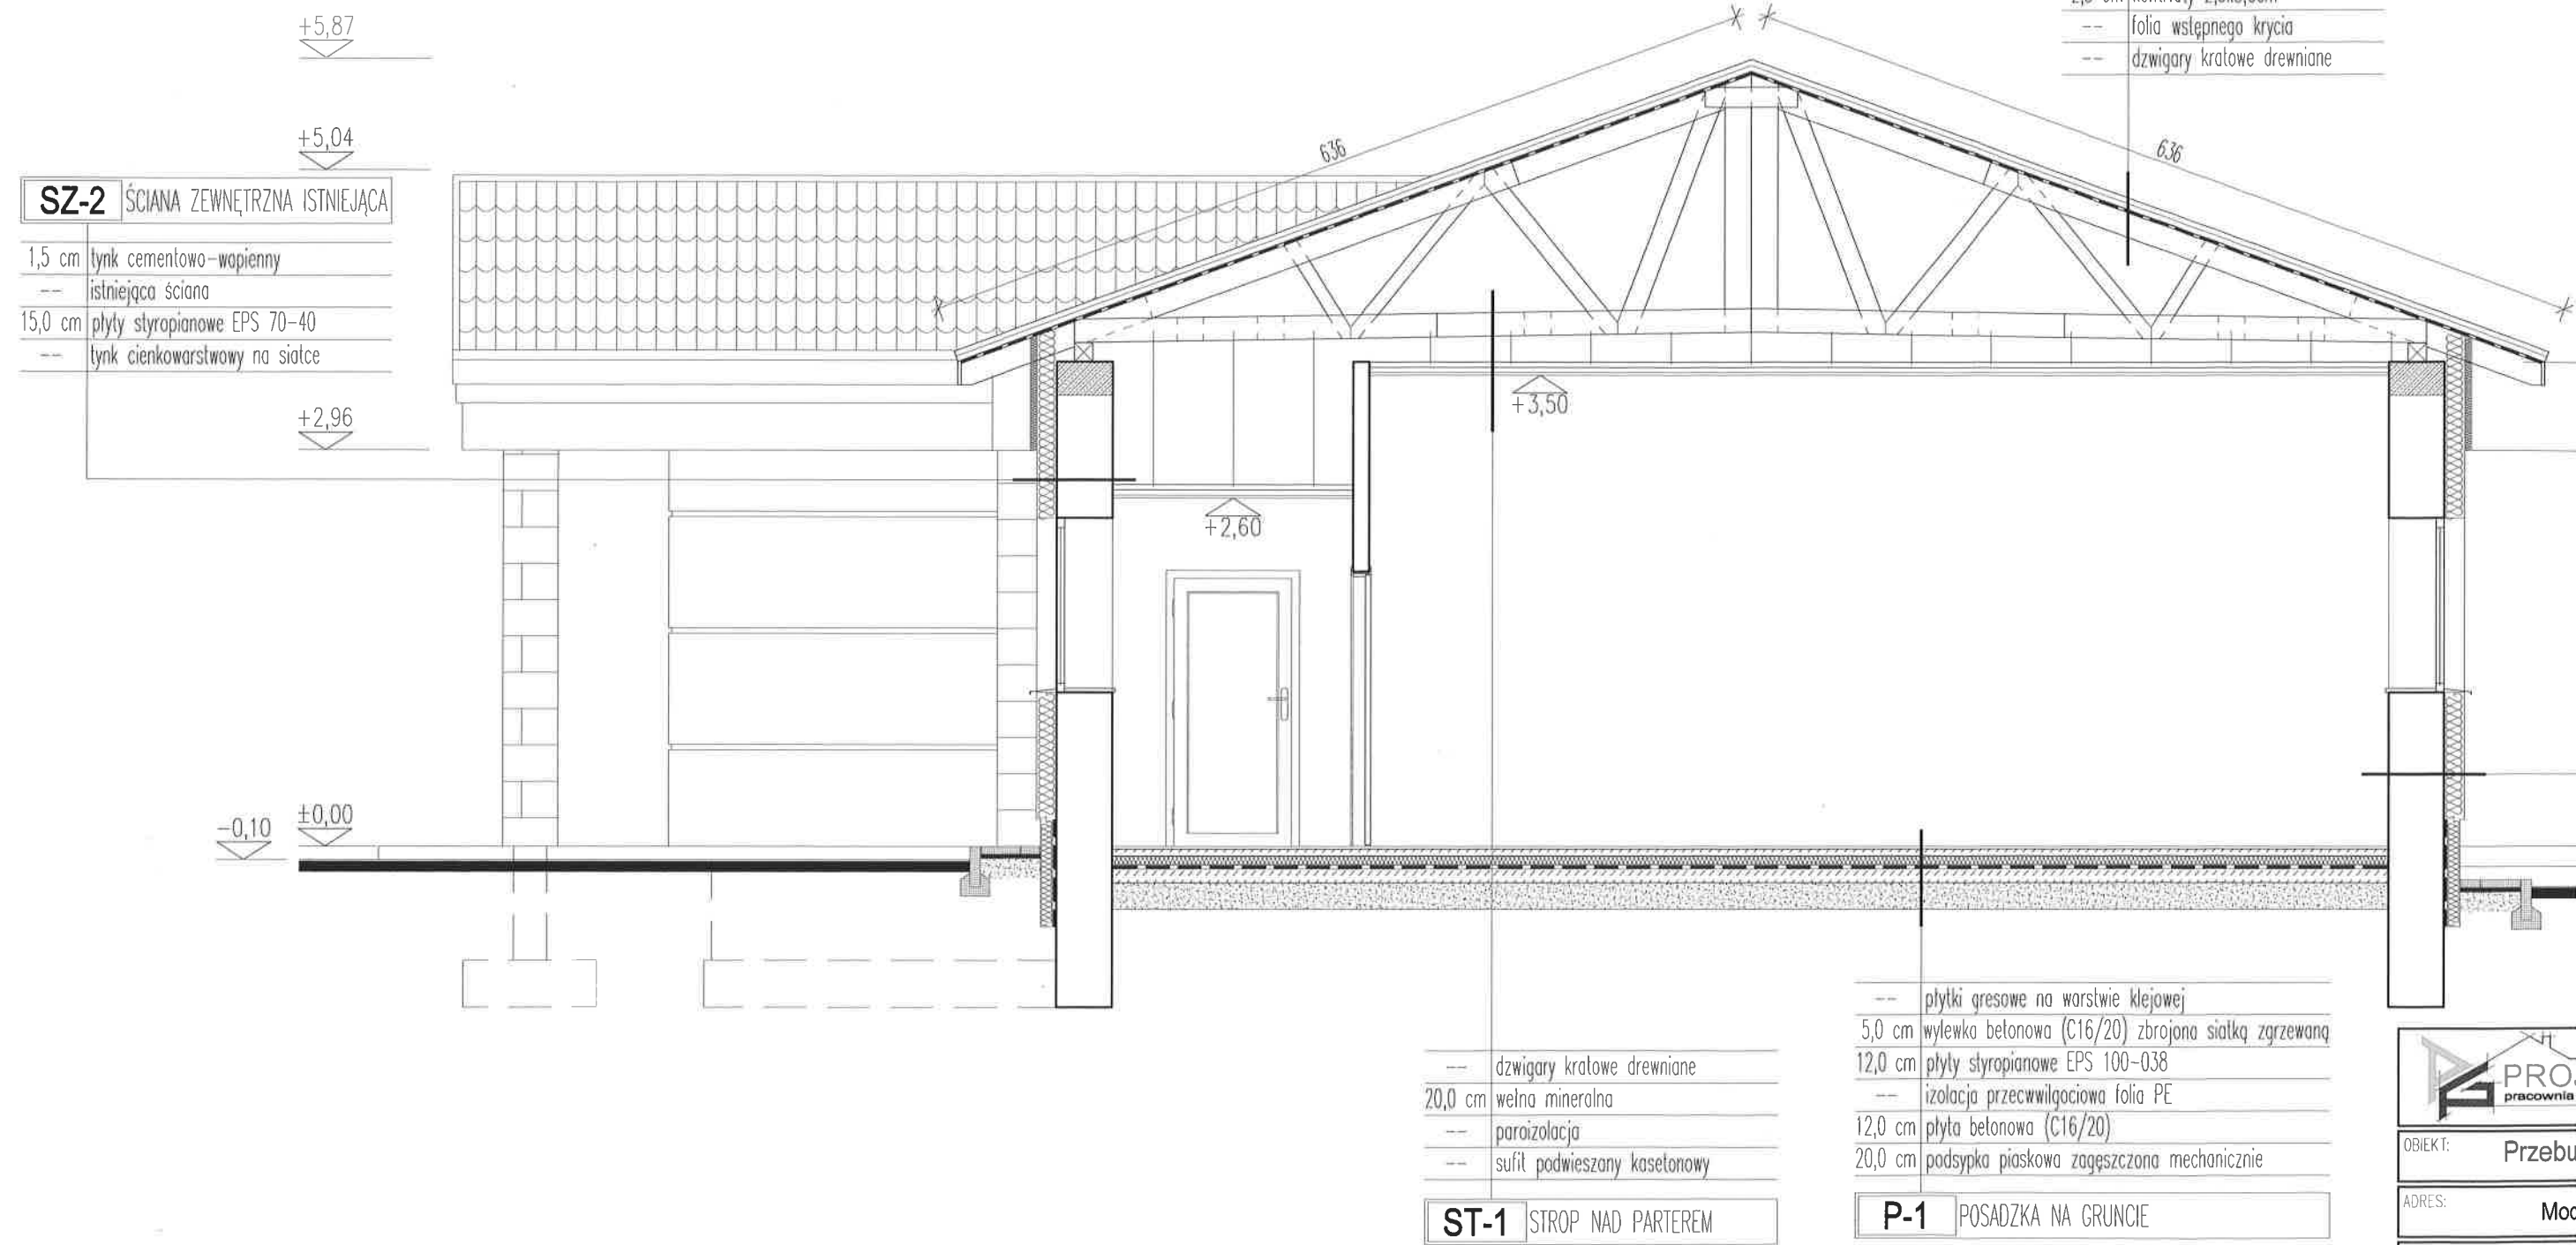 +5,87
+5,04
SZ-2 ŚCIANA ZEWNĘTRZNA ISTNIEJĄCA
1,5 cm tynk cementowo-wapienny
-- istniejąca ściana
15,0 cm płyty styropianowe EPS 70-40
-- tynk cienkowarstwowy na siatce
+2,96
-0,10
±0,00
636
636
-- folia wstępnego krycia
-- dzwigary kratowe drewniane
+3,50
+2,60
-- dzwigary kratowe drewniane
20,0 cm wełna mineralna
-- paroizolacja
-- sufit podwieszany kasetonowy
ST-1 STROP NAD PARTEREM
-- płytki gresowe na warstwie klejowej
5,0 cm wylewka betonowa (C16/20) zbrojona siatką zgrzewaną
12,0 cm płyty styropianowe EPS 100-038
-- izolacja przecwwilgociowa folia PE
12,0 cm płyta betonowa (C16/20)
20,0 cm podsypka piaskowa zagęszczona mechanicznie
P-1 POSADZKA NA GRUNCIE
PROJ
pracownia
OBIEKT: Przebu
ADRES: Moc